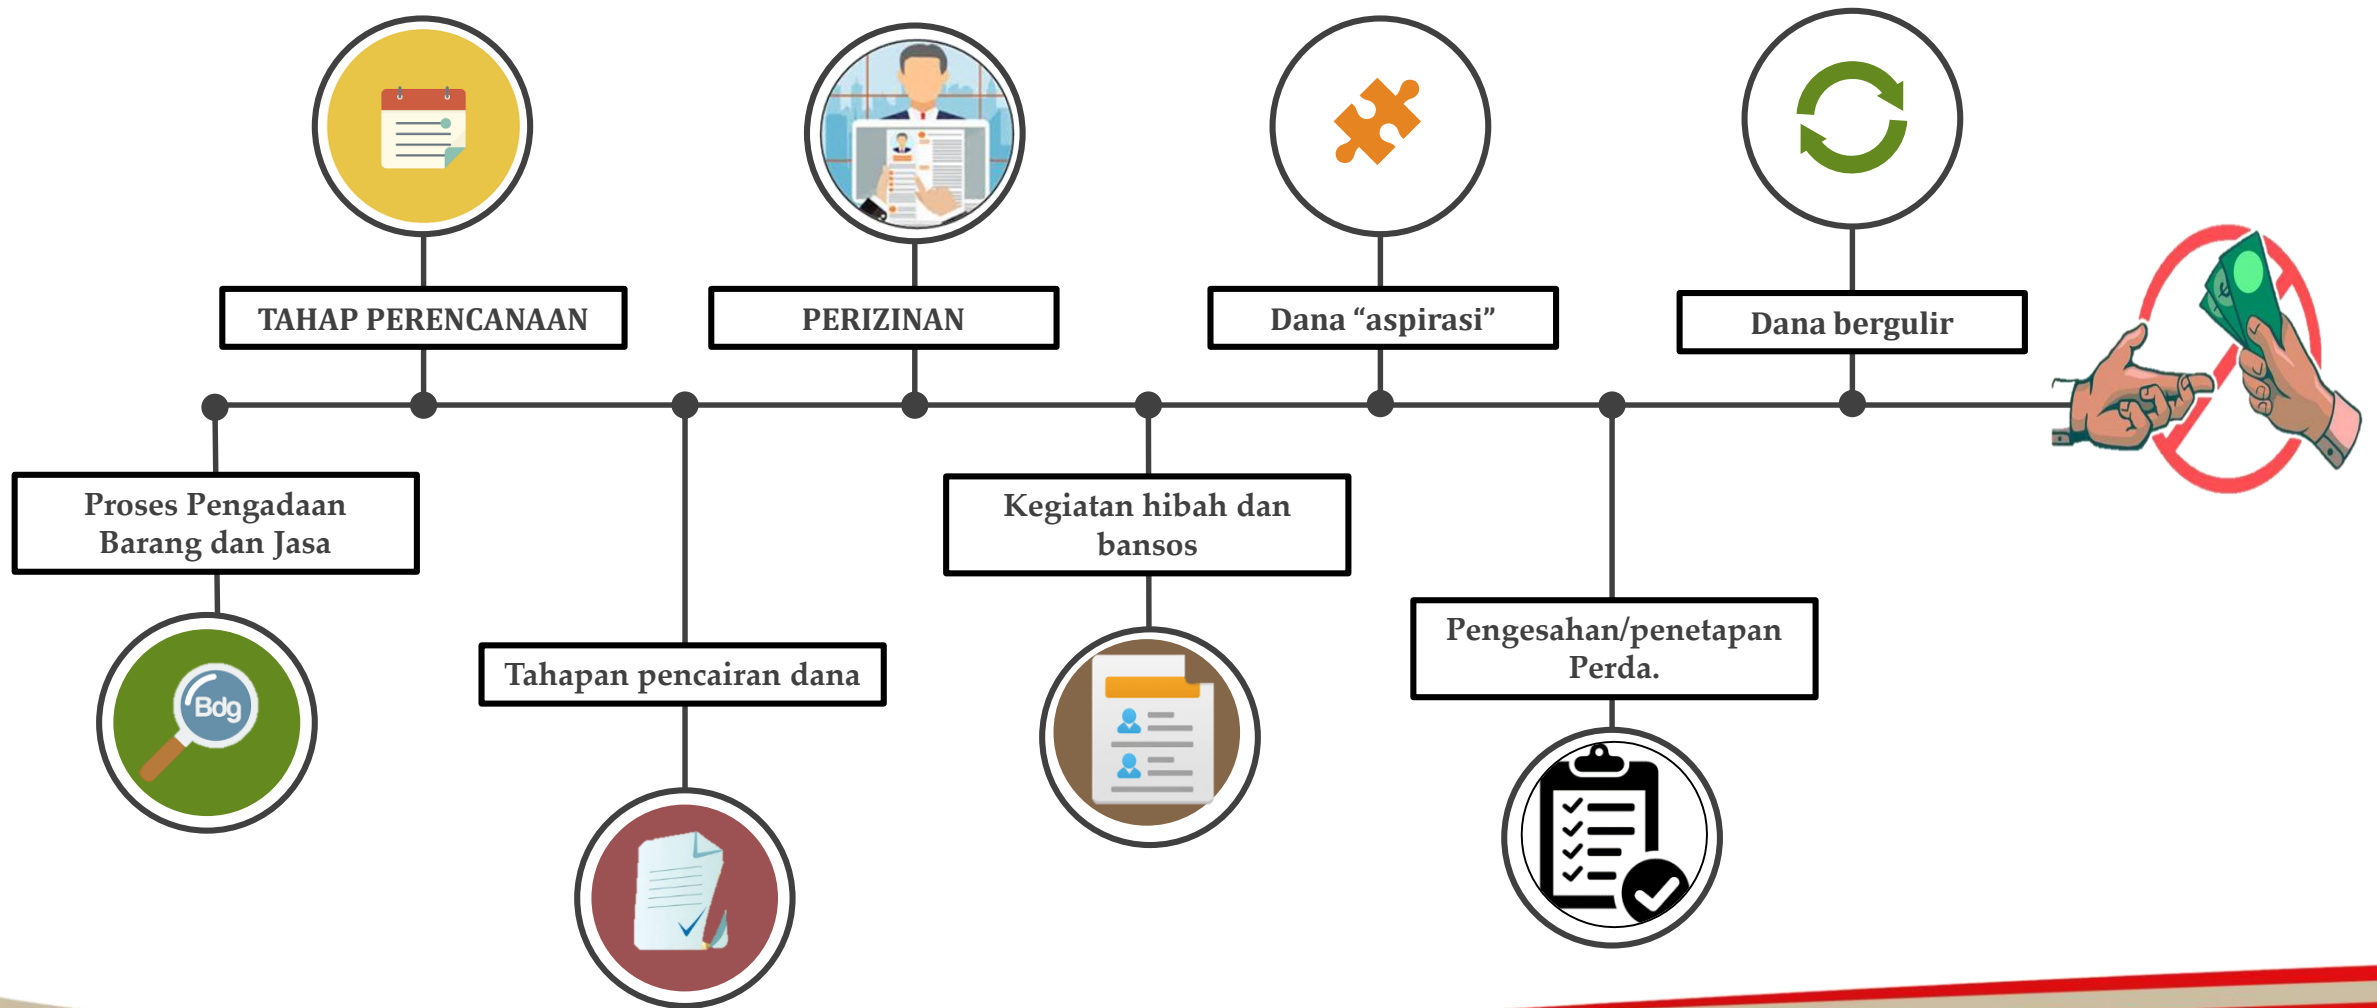 TAHAP PERENCANAAN
PERIZINAN
Dana “aspirasi”
Dana bergulir
Proses Pengadaan
Barang dan Jasa
Kegiatan hibah dan
bansos
Tahapan pencairan dana
Pengesahan/penetapan
Perda.
Bdg